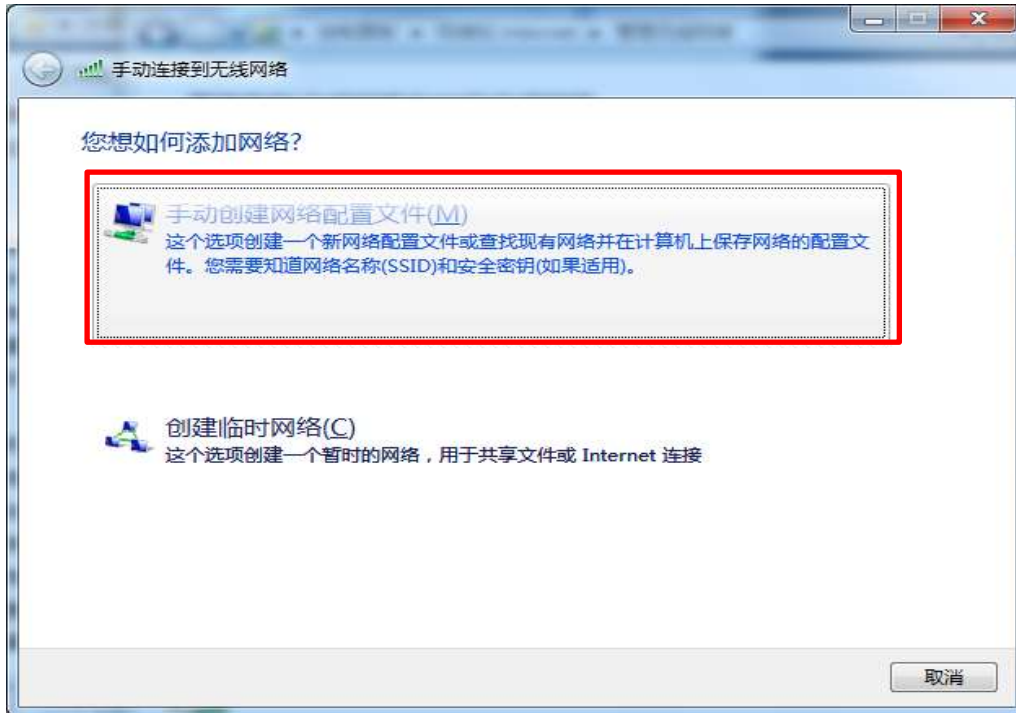 手动连接到无线网络
您想如何添加网络?
手动创建网络配置文件(M)
这个选项创建一个新网络配置文件或查找现有网络并在计算机上保存网络的配置文
件。您需要知道网络名称(SSID)和安全密钥(如果适用)。
创建临时网络(C)
这个选项创建一个暂时的网络，用于共享文件或 Internet 连接
取消